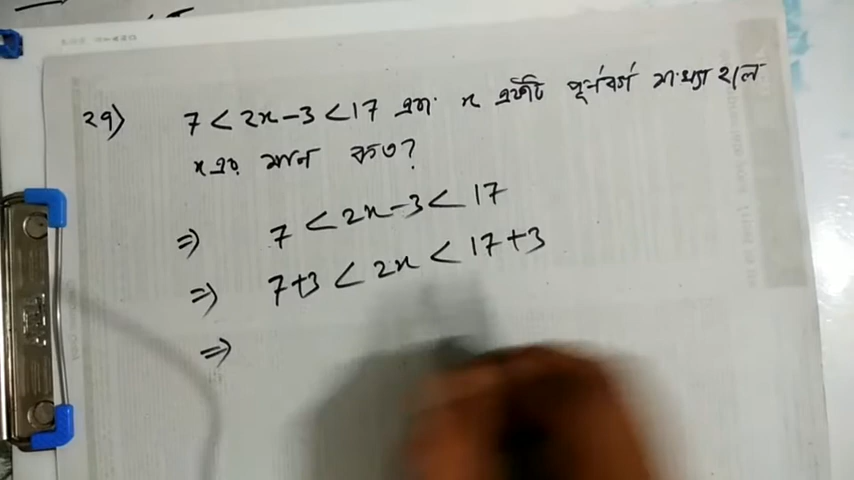 ২৭) 7 < 2x - 3 < 17 এবং x একটি পূর্ণবর্গ সংখ্যা হলে
x এর মান কত?
⇒ 7 < 2x - 3 < 17
⇒ 7+3 < 2x < 17+3
⇒